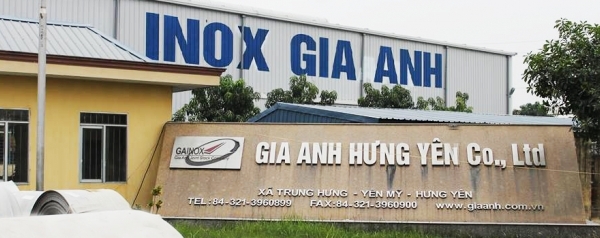 INOX GIA ANH
GAINOX
GIA ANH HƯNG YÊN Co., Ltd
XÃ TRUNG HƯNG - YÊN MỸ - HƯNG YÊN
TEL: 84-321-3960899 FAX: 84-321-3960900 www.giaanh.com.vn